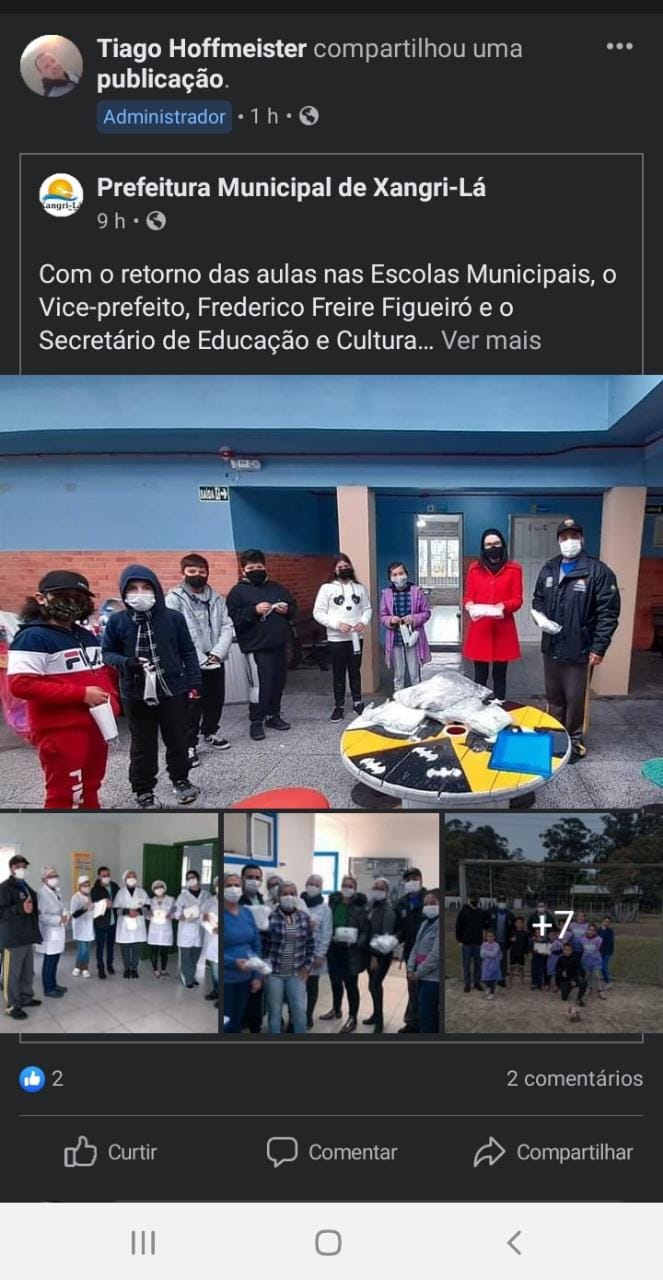 Tiago Hoffmeister compartilhou uma
publicação.
Administrador • 1 h •
Prefeitura Municipal de Xangri-Lá
9 h •
Com o retorno das aulas nas Escolas Municipais, o
Vice-prefeito, Frederico Freire Figueiró e o
Secretário de Educação e Cultura... Ver mais
SAÍDA
FILA
+7
2
2 comentários
Curtir
Comentar
Compartilhar